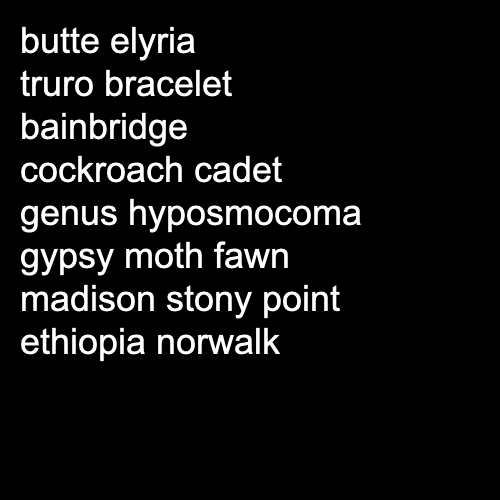 butte elyria
truro bracelet
bainbridge
cockroach cadet
genus hyposmocoma
gypsy moth fawn
madison stony point
ethiopia norwalk